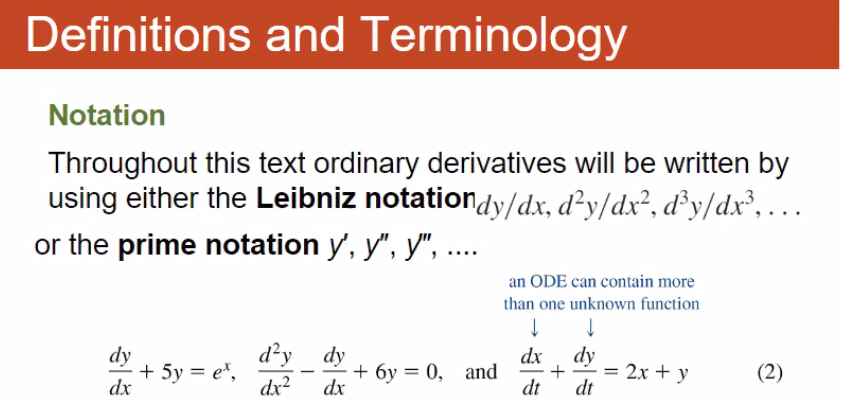 Definitions and Terminology
Notation
Throughout this text ordinary derivatives will be written by
using either the Leibniz notation dy/dx, d²y/dx², d³y/dx³, . . .
or the prime notation y′, y″, y‴, ....
an ODE can contain more
than one unknown function
↓ ↓
dy/dx + 5y = eˣ, d²y/dx² − dy/dx + 6y = 0, and dx/dt + dy/dt = 2x + y (2)